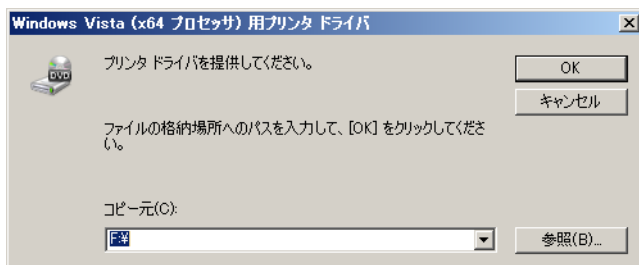 Windows Vista (x64 プロセッサ) 用プリンタ ドライバ
DVD
プリンタ ドライバを提供してください。
OK
キャンセル
ファイルの格納場所へのパスを入力して、[OK] をクリックしてくださ
い。
コピー元(C):
F:¥
参照(B)...